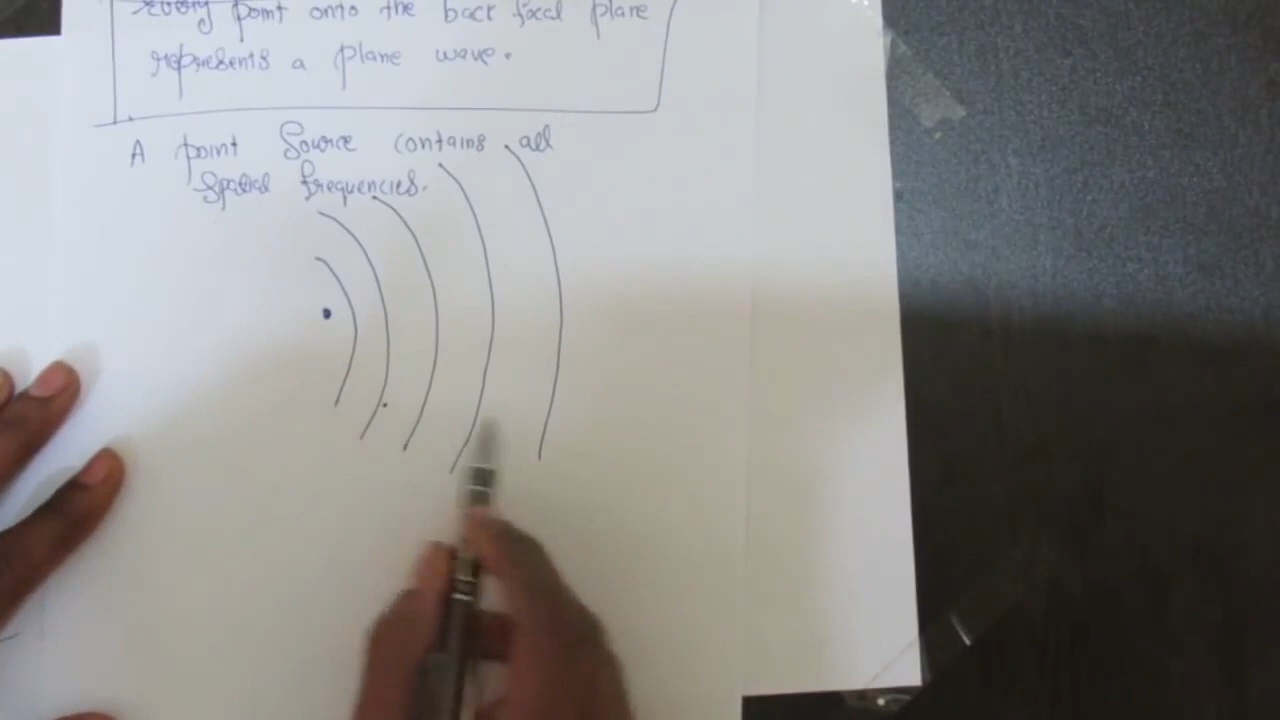 every point onto the back focal plane
represents a plane wave.
A point Source contains all
spatial frequencies.